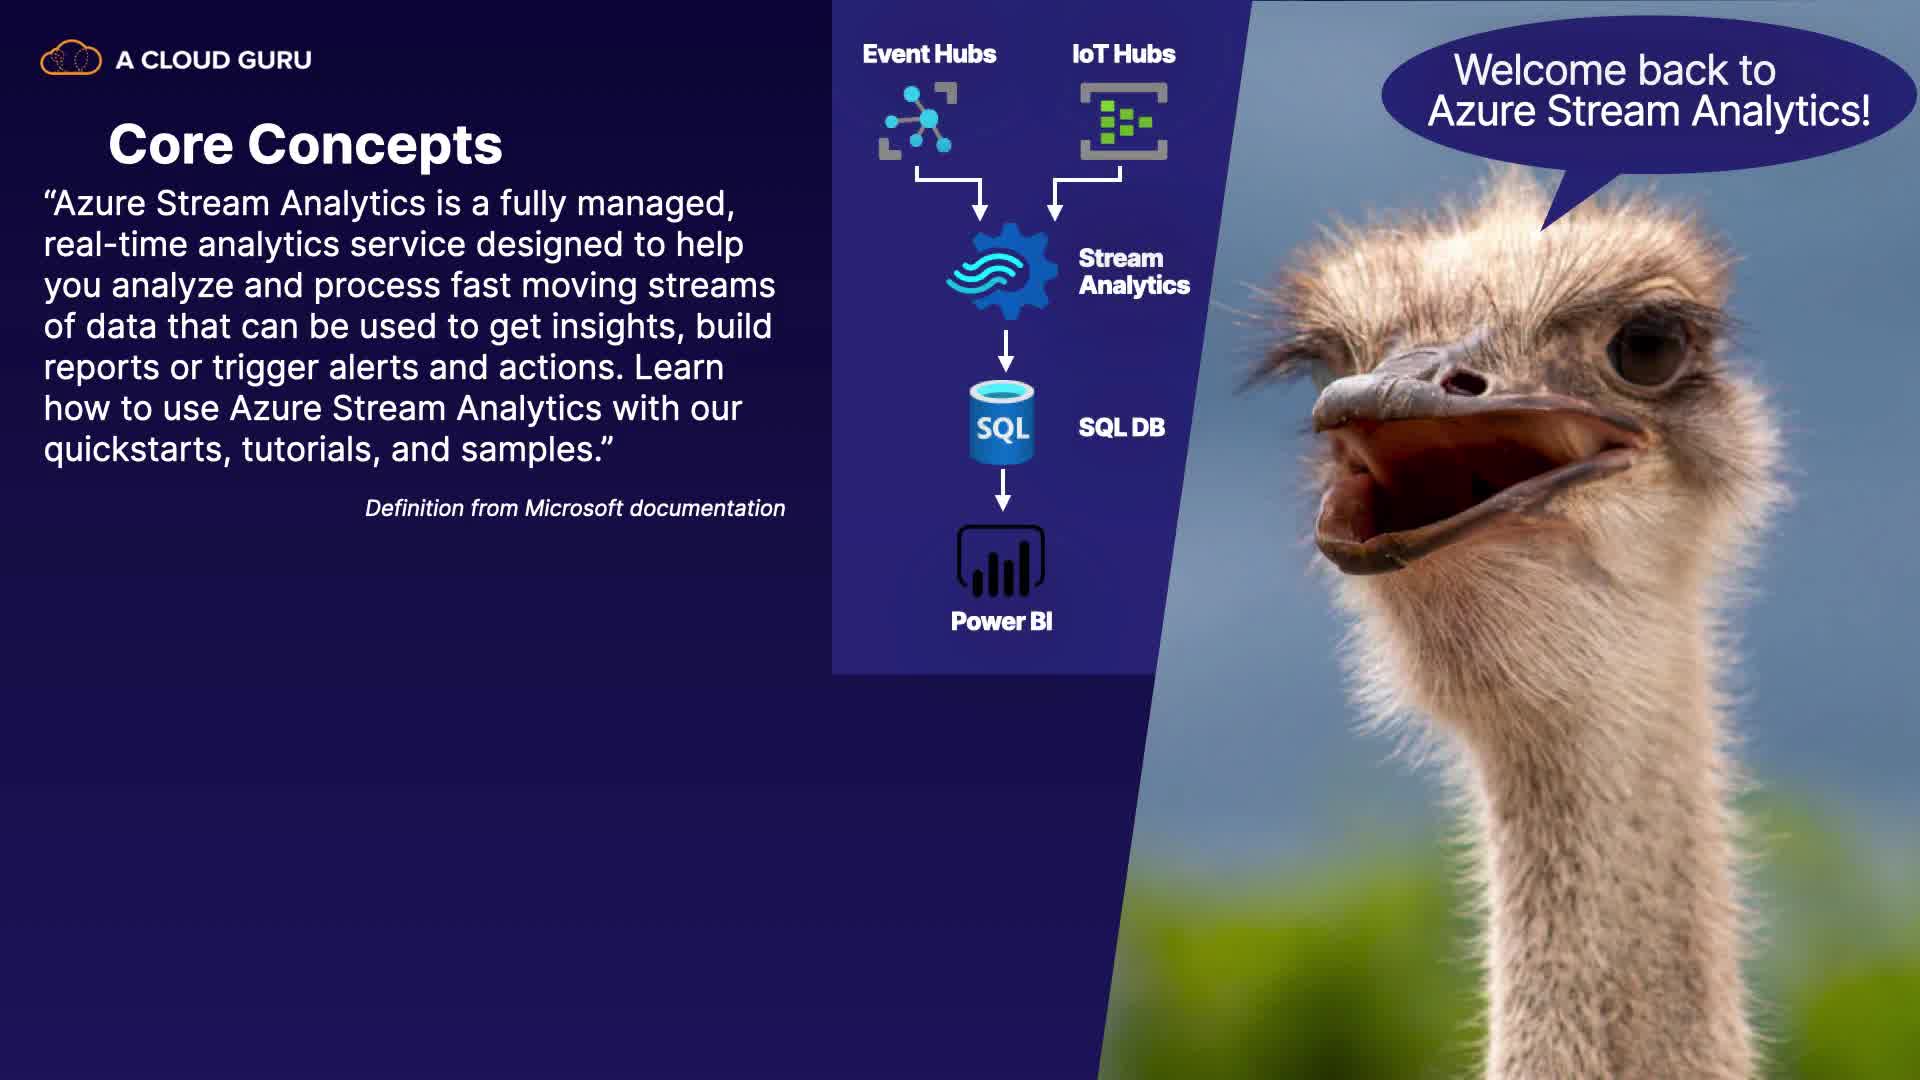 A CLOUD GURU
Core Concepts
“Azure Stream Analytics is a fully managed,
real-time analytics service designed to help
you analyze and process fast moving streams
of data that can be used to get insights, build
reports or trigger alerts and actions. Learn
how to use Azure Stream Analytics with our
quickstarts, tutorials, and samples.”
Definition from Microsoft documentation
Event Hubs
IoT Hubs
Stream
Analytics
SQL
SQL DB
Power BI
Welcome back to
Azure Stream Analytics!